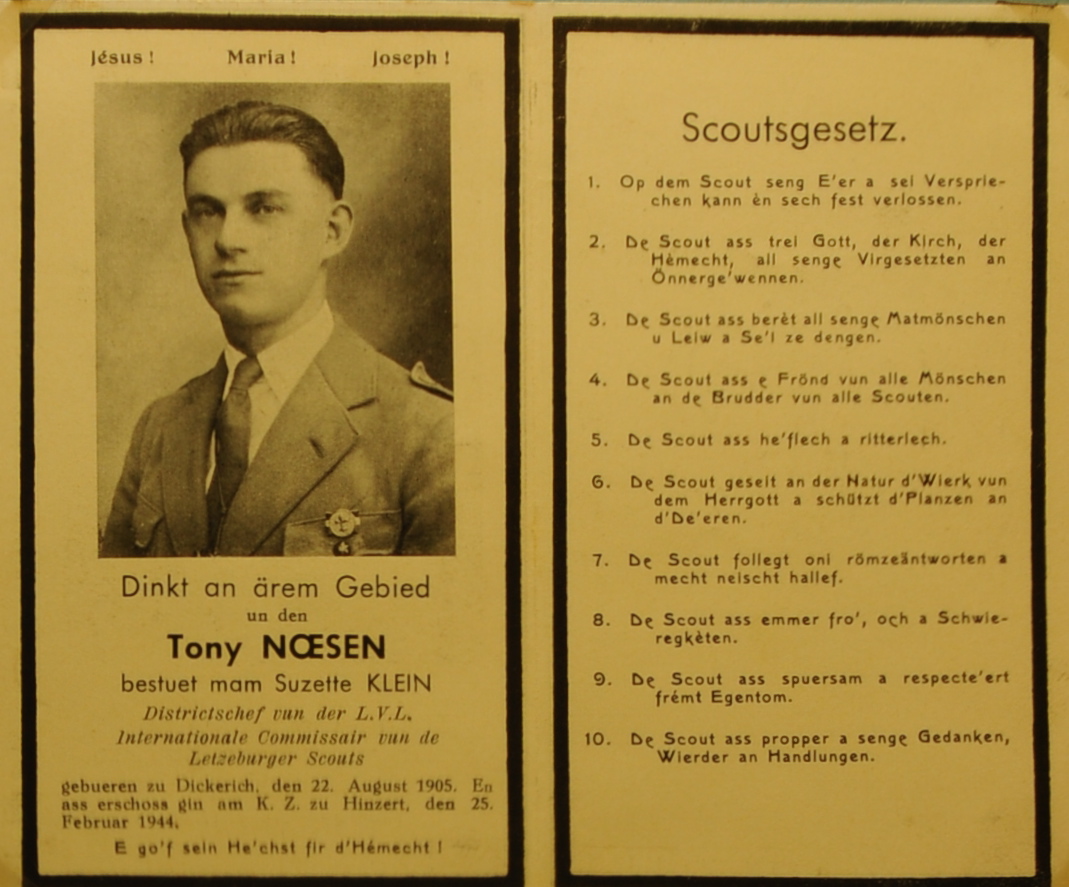 Jésus ! Maria ! Joseph !
Dinkt an ärem Gebied
un den
Tony NŒSEN
bestuet mam Suzette KLEIN
Districtschef vun der L.V.L.
Internationale Commissair vun de
Letzeburger Scouts
gebueren zu Dickerich, den 22. August 1905. En
ass erschoss gin am K. Z. zu Hinzert, den 25.
Februar 1944.
E go'f sein He'chst fir d'Hémecht !
Scoutsgesetz.
1. Op dem Scout seng E'er a sei Versprie-
chen kann èn sech fest verlossen.
2. De Scout ass trei Gott, der Kirch, der
Hèmecht, all senge Virgesetzten an
Önnerge'wennen.
3. De Scout ass berèt all senge Matmönschen
u Leiw a Se'l ze dengen.
4. De Scout ass e Frönd vun alle Mönschen
an de Brudder vun alle Scouten.
5. De Scout ass he'flech a ritterlech.
6. De Scout geseit an der Natur d'Wierk vun
dem Herrgott a schützt d'Planzen an
d'De'eren.
7. De Scout follegt oni römzeäntworten a
mecht neischt hallef.
8. De Scout ass emmer fro', och a Schwie-
regkèten.
9. De Scout ass spuersam a respecte'ert
frémt Egentom.
10. De Scout ass propper a senge Gedanken,
Wierder an Handlungen.